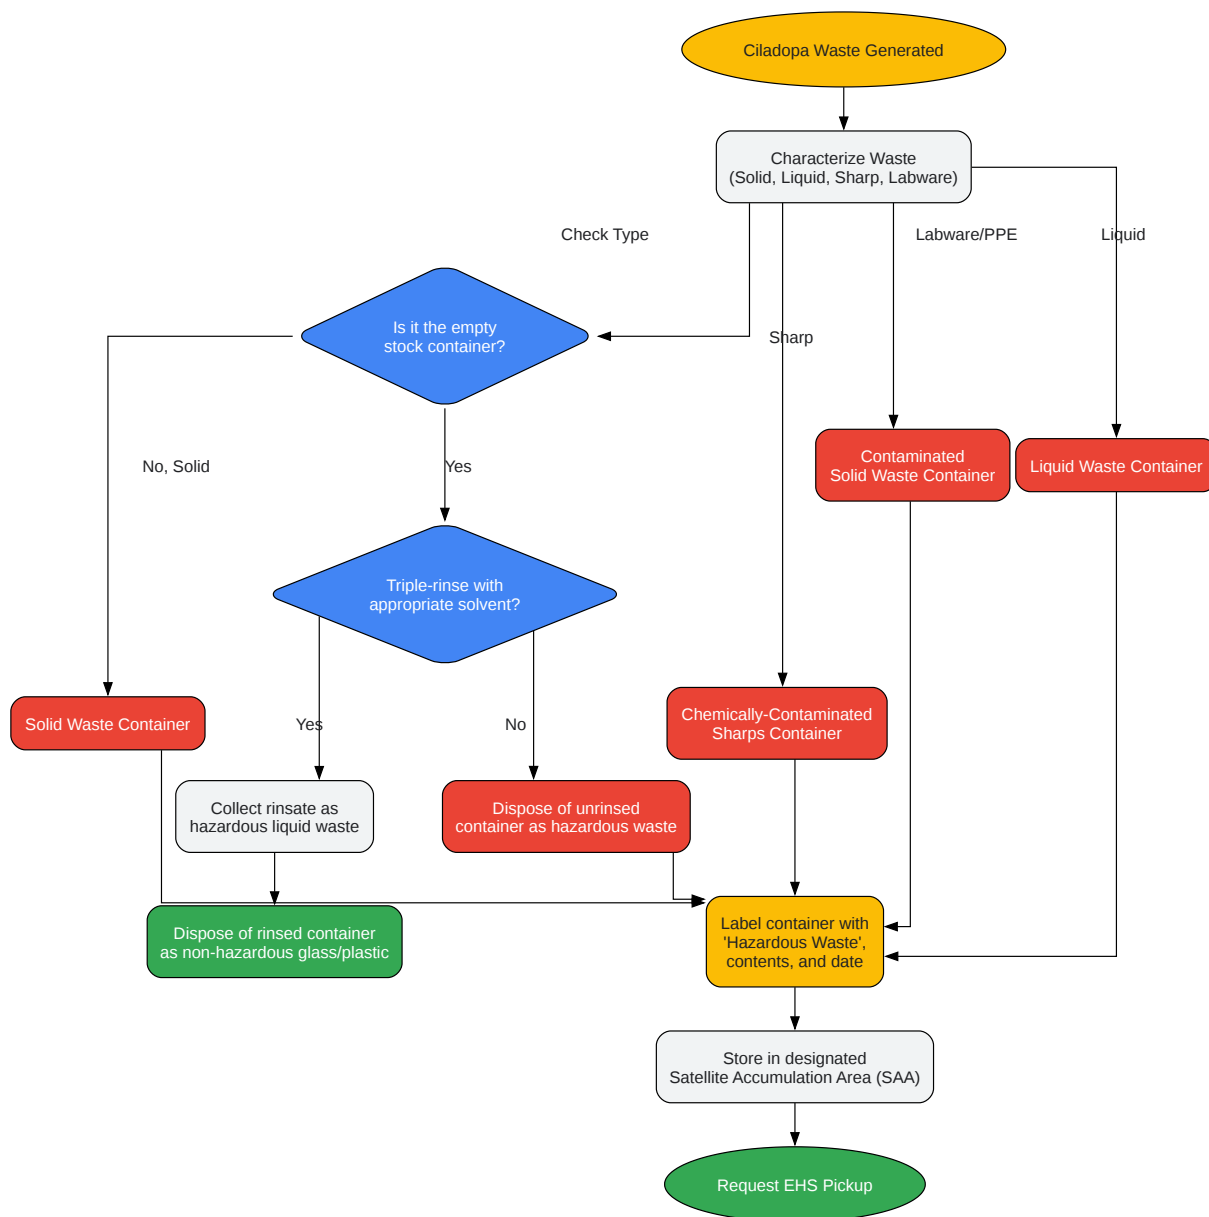 Ciladopa Waste Generated
Characterize Waste
(Solid, Liquid, Sharp, Labware)
Check Type
Labware/PPE
Liquid
Is it the empty
stock container?
Sharp
No, Solid
Yes
Contaminated
Solid Waste Container
Liquid Waste Container
Triple-rinse with
appropriate solvent?
Solid Waste Container
Yes
No
Chemically-Contaminated
Sharps Container
Collect rinsate as
hazardous liquid waste
Dispose of unrinsed
container as hazardous waste
Dispose of rinsed container
as non-hazardous glass/plastic
Label container with
'Hazardous Waste',
contents, and date
Store in designated
Satellite Accumulation Area (SAA)
Request EHS Pickup